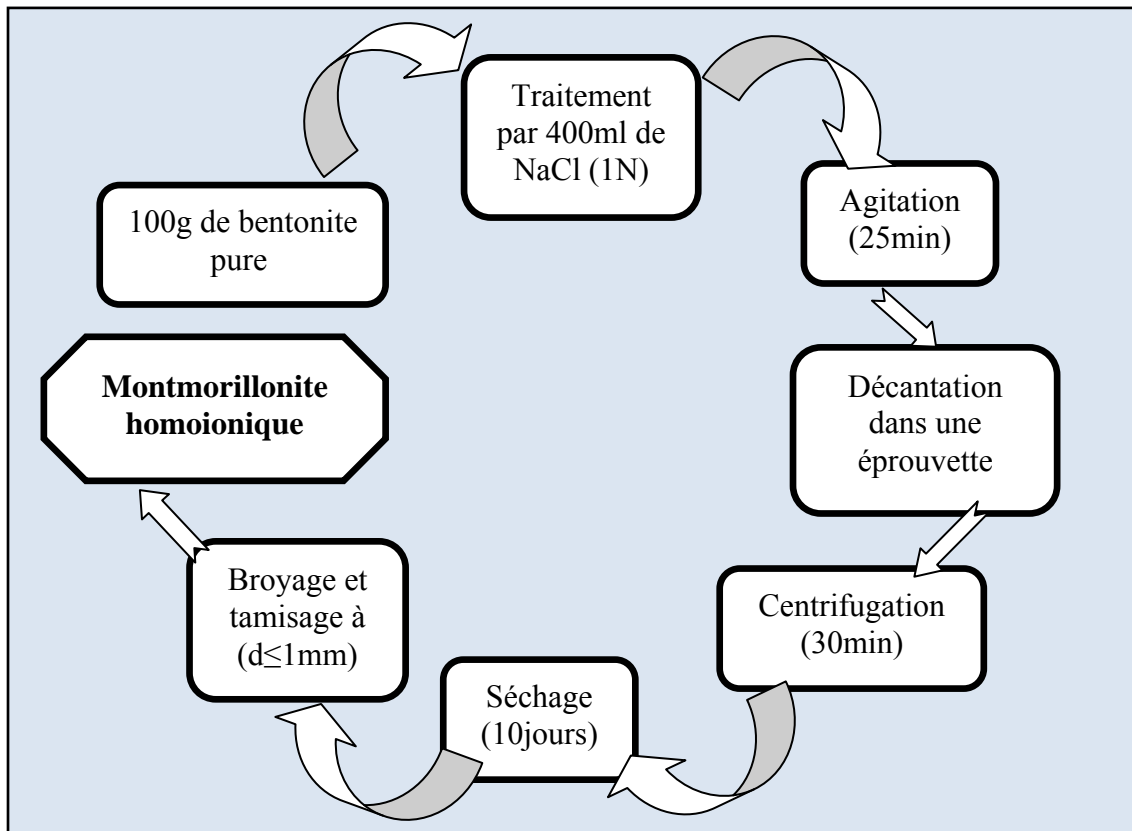 100g de bentonite
pure
Traitement
par 400ml de
NaCl (1N)
Agitation
(25min)
Décantation
dans une
éprouvette
Centrifugation
(30min)
Séchage
(10jours)
Broyage et
tamisage à
(d≤1mm)
Montmorillonite
homoionique